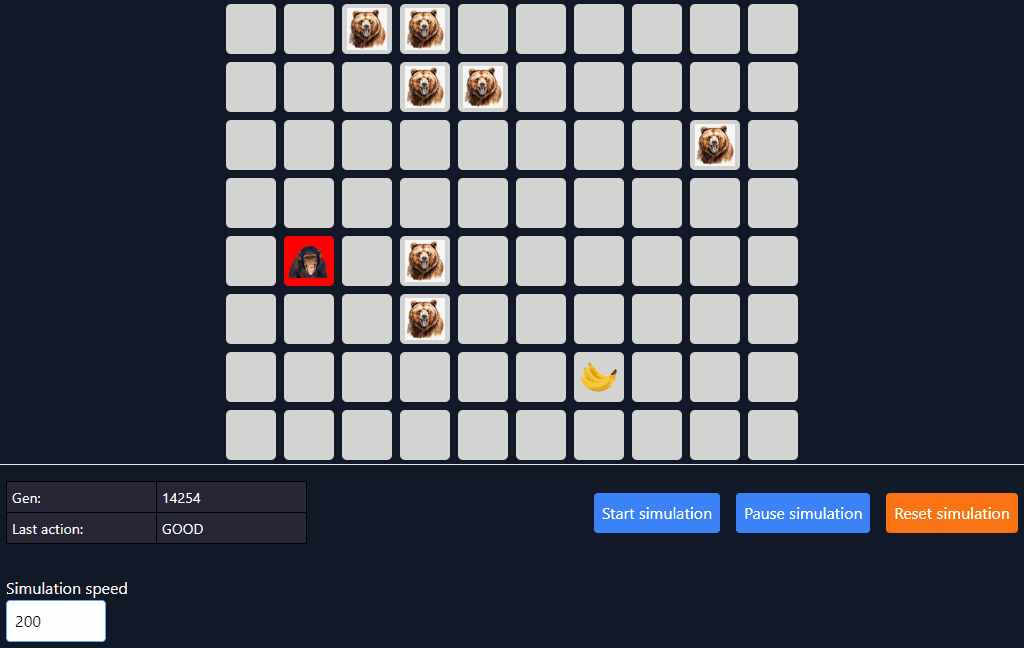 Gen: 14254
Last action: GOOD
Start simulation Pause simulation Reset simulation
Simulation speed
200